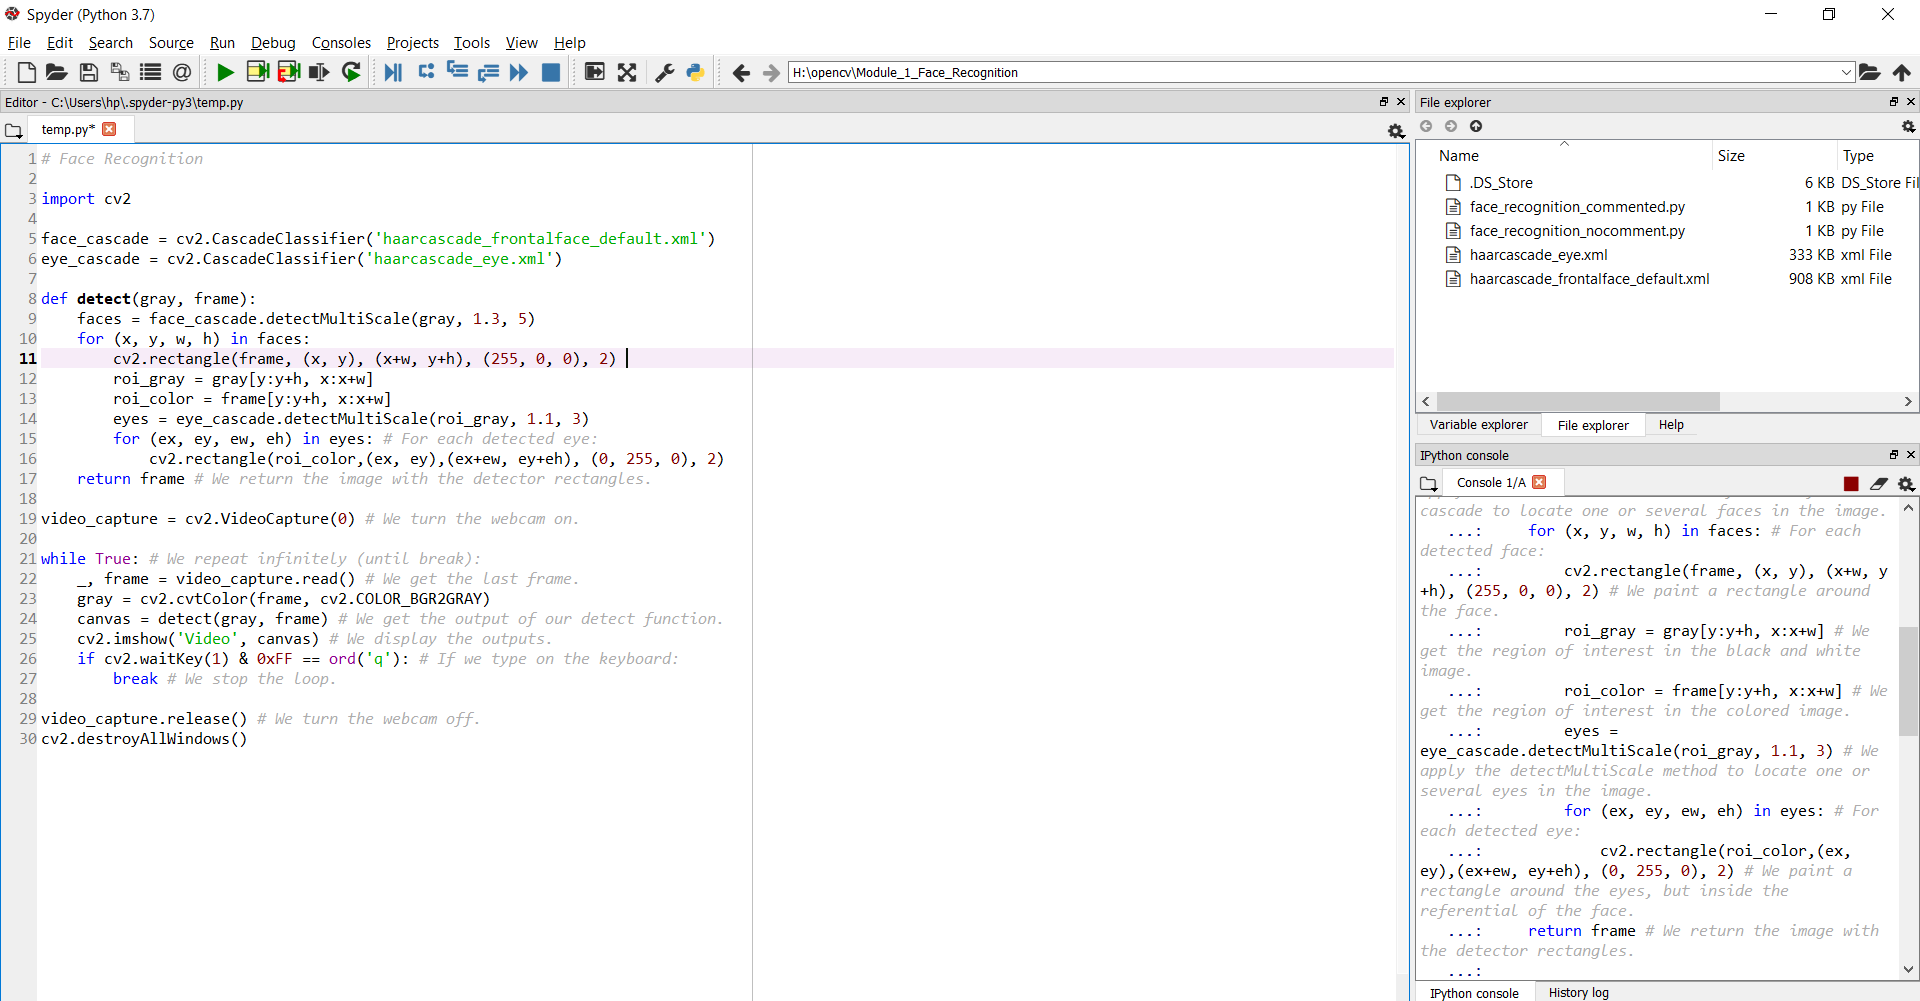 Spyder (Python 3.7)
File Edit Search Source Run Debug Consoles Projects Tools View Help
H:\opencv\Module_1_Face_Recognition
Editor - C:\Users\hp\.spyder-py3\temp.py
temp.py*
1 # Face Recognition
2
3 import cv2
4
5 face_cascade = cv2.CascadeClassifier('haarcascade_frontalface_default.xml')
6 eye_cascade = cv2.CascadeClassifier('haarcascade_eye.xml')
7
8 def detect(gray, frame):
9     faces = face_cascade.detectMultiScale(gray, 1.3, 5)
10     for (x, y, w, h) in faces:
11         cv2.rectangle(frame, (x, y), (x+w, y+h), (255, 0, 0), 2)
12         roi_gray = gray[y:y+h, x:x+w]
13         roi_color = frame[y:y+h, x:x+w]
14         eyes = eye_cascade.detectMultiScale(roi_gray, 1.1, 3)
15         for (ex, ey, ew, eh) in eyes: # For each detected eye:
16             cv2.rectangle(roi_color,(ex, ey),(ex+ew, ey+eh), (0, 255, 0), 2)
17     return frame # We return the image with the detector rectangles.
18
19 video_capture = cv2.VideoCapture(0) # We turn the webcam on.
20
21 while True: # We repeat infinitely (until break):
22     _, frame = video_capture.read() # We get the last frame.
23     gray = cv2.cvtColor(frame, cv2.COLOR_BGR2GRAY)
24     canvas = detect(gray, frame) # We get the output of our detect function.
25     cv2.imshow('Video', canvas) # We display the outputs.
26     if cv2.waitKey(1) & 0xFF == ord('q'): # If we type on the keyboard:
27         break # We stop the loop.
28
29 video_capture.release() # We turn the webcam off.
30 cv2.destroyAllWindows()
File explorer
Name Size Type
.DS_Store 6 KB DS_Store Fil
face_recognition_commented.py 1 KB py File
face_recognition_nocomment.py 1 KB py File
haarcascade_eye.xml 333 KB xml File
haarcascade_frontalface_default.xml 908 KB xml File
Variable explorer File explorer Help
IPython console
Console 1/A
cascade to locate one or several faces in the image.
...:     for (x, y, w, h) in faces: # For each
detected face:
...:         cv2.rectangle(frame, (x, y), (x+w, y
+h), (255, 0, 0), 2) # We paint a rectangle around
the face.
...:         roi_gray = gray[y:y+h, x:x+w] # We
get the region of interest in the black and white
image.
...:         roi_color = frame[y:y+h, x:x+w] # We
get the region of interest in the colored image.
...:         eyes =
eye_cascade.detectMultiScale(roi_gray, 1.1, 3) # We
apply the detectMultiScale method to locate one or
several eyes in the image.
...:         for (ex, ey, ew, eh) in eyes: # For
each detected eye:
...:             cv2.rectangle(roi_color,(ex,
ey),(ex+ew, ey+eh), (0, 255, 0), 2) # We paint a
rectangle around the eyes, but inside the
referential of the face.
...:     return frame # We return the image with
the detector rectangles.
...:
IPython console History log